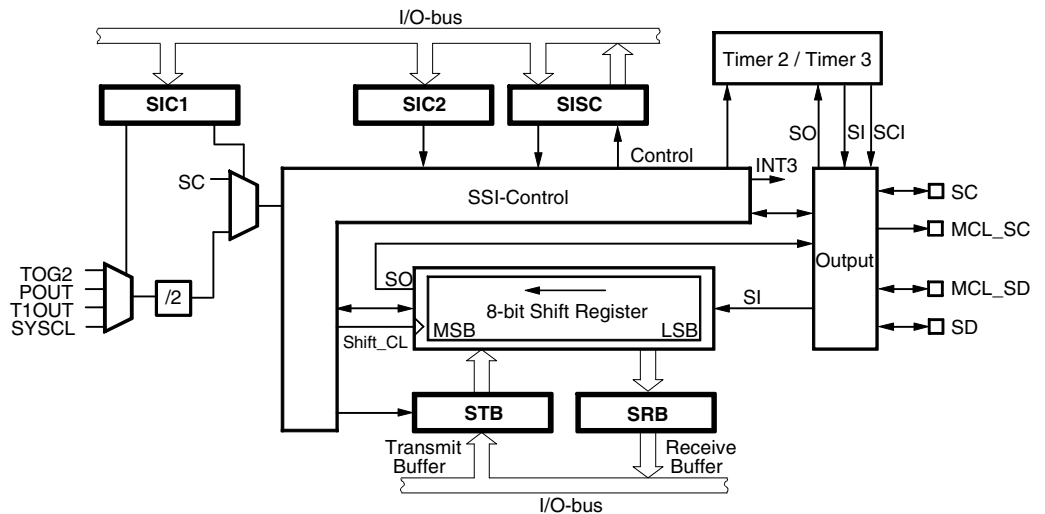 I/O-bus
Timer 2 / Timer 3
SIC1
SIC2
SISC
SO
SI
SCI
Control
INT3
SC
SSI-Control
SC
MCL_SC
Output
TOG2
POUT
T1OUT
SYSCL
/2
SO
8-bit Shift Register
MSB
LSB
SI
MCL_SD
SD
Shift_CL
STB
SRB
Transmit
Buffer
Receive
Buffer
I/O-bus